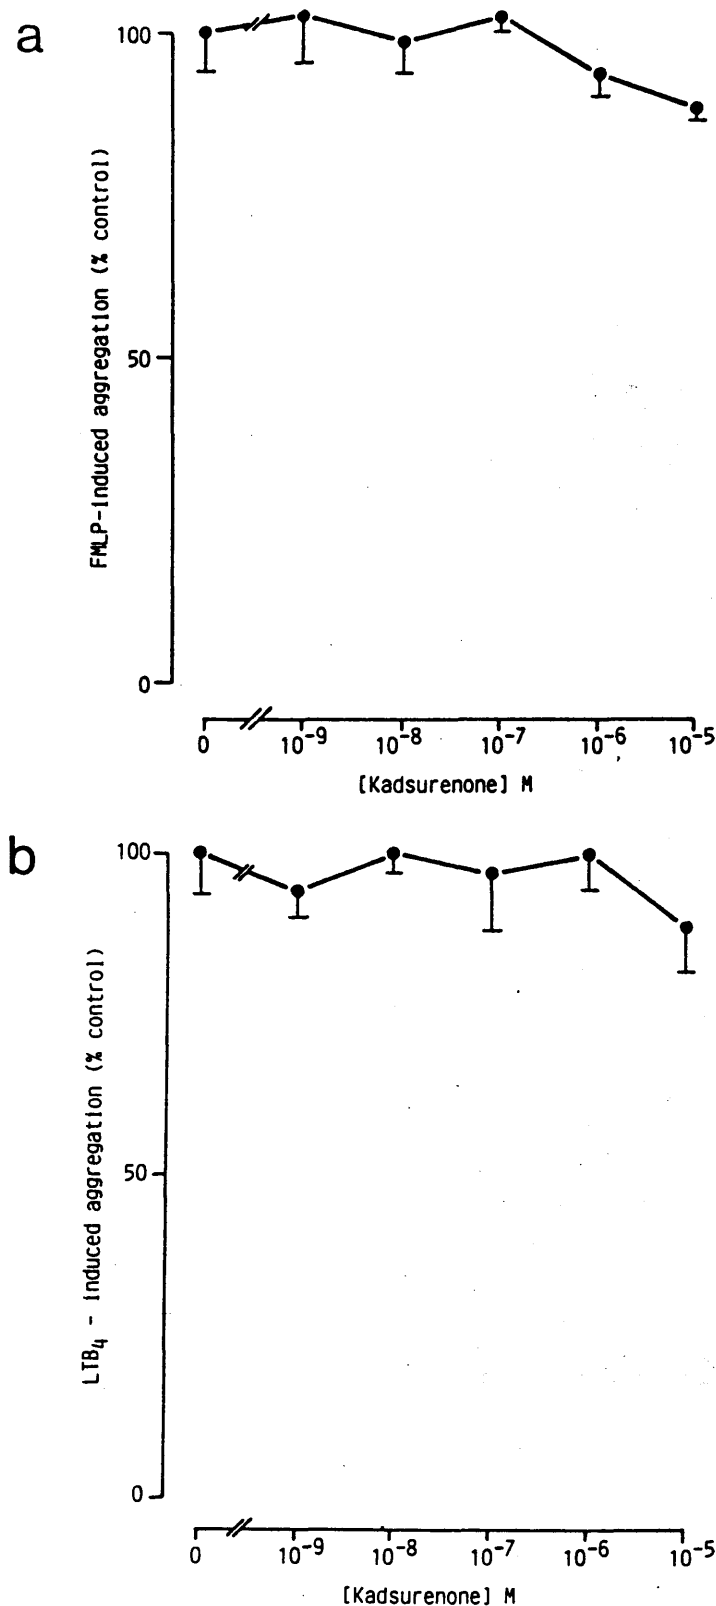 a
100
50
0
FMLP-induced aggregation (% control)
0 10⁻⁹ 10⁻⁸ 10⁻⁷ 10⁻⁶ 10⁻⁵
[Kadsurenone] M
b
100
50
0
LTB₄ - induced aggregation (% control)
0 10⁻⁹ 10⁻⁸ 10⁻⁷ 10⁻⁶ 10⁻⁵
[Kadsurenone] M